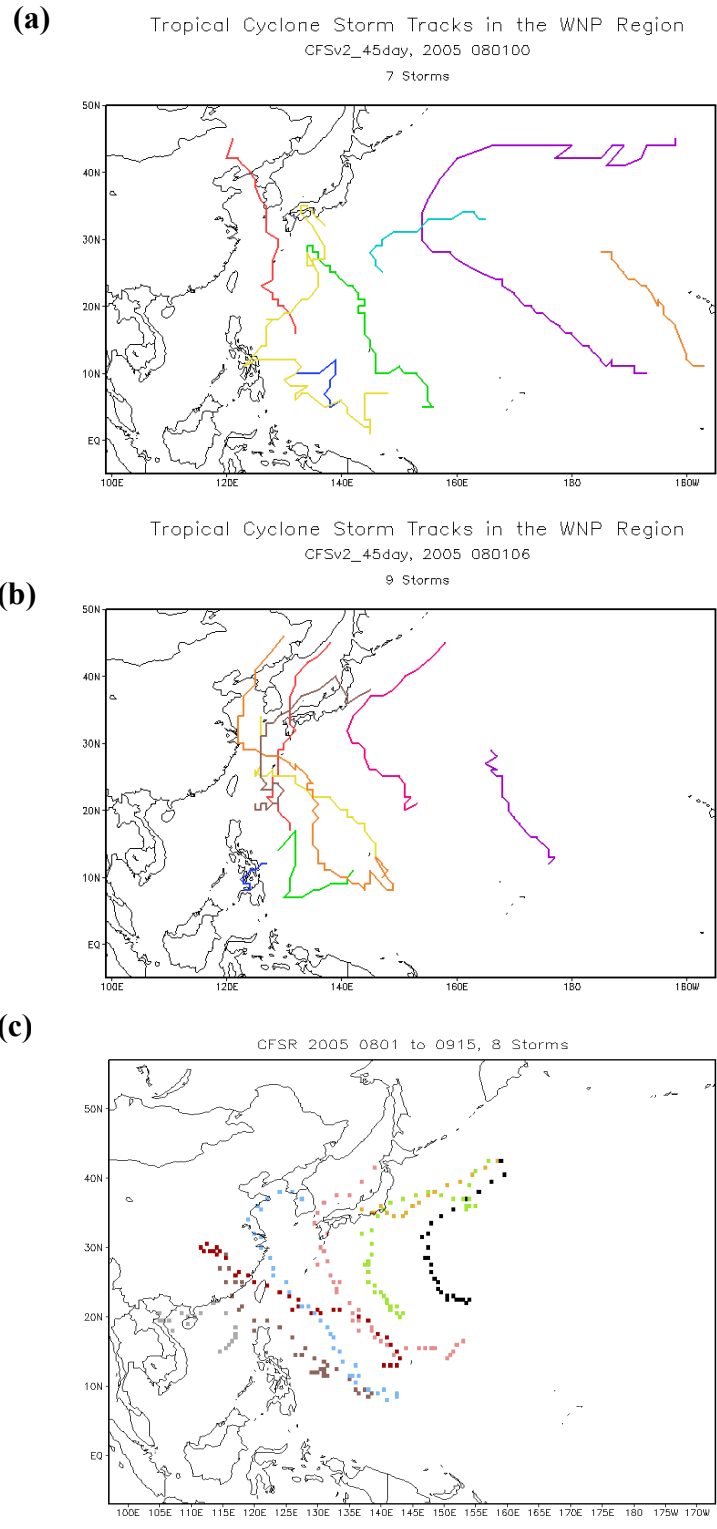 (a)
Tropical Cyclone Storm Tracks in the WNP Region
CFSv2_45day, 2005 080100
7 Storms
50N
40N
30N
20N
10N
EQ
100E 120E 140E 160E 180 160W
(b)
Tropical Cyclone Storm Tracks in the WNP Region
CFSv2_45day, 2005 080106
9 Storms
50N
40N
30N
20N
10N
EQ
100E 120E 140E 160E 180 160W
(c)
CFSR 2005 0801 to 0915, 8 Storms
50N
40N
30N
20N
10N
EQ
100E 105E 110E 115E 120E 125E 130E 135E 140E 145E 150E 155E 160E 165E 170E 175E 180 175W 170W